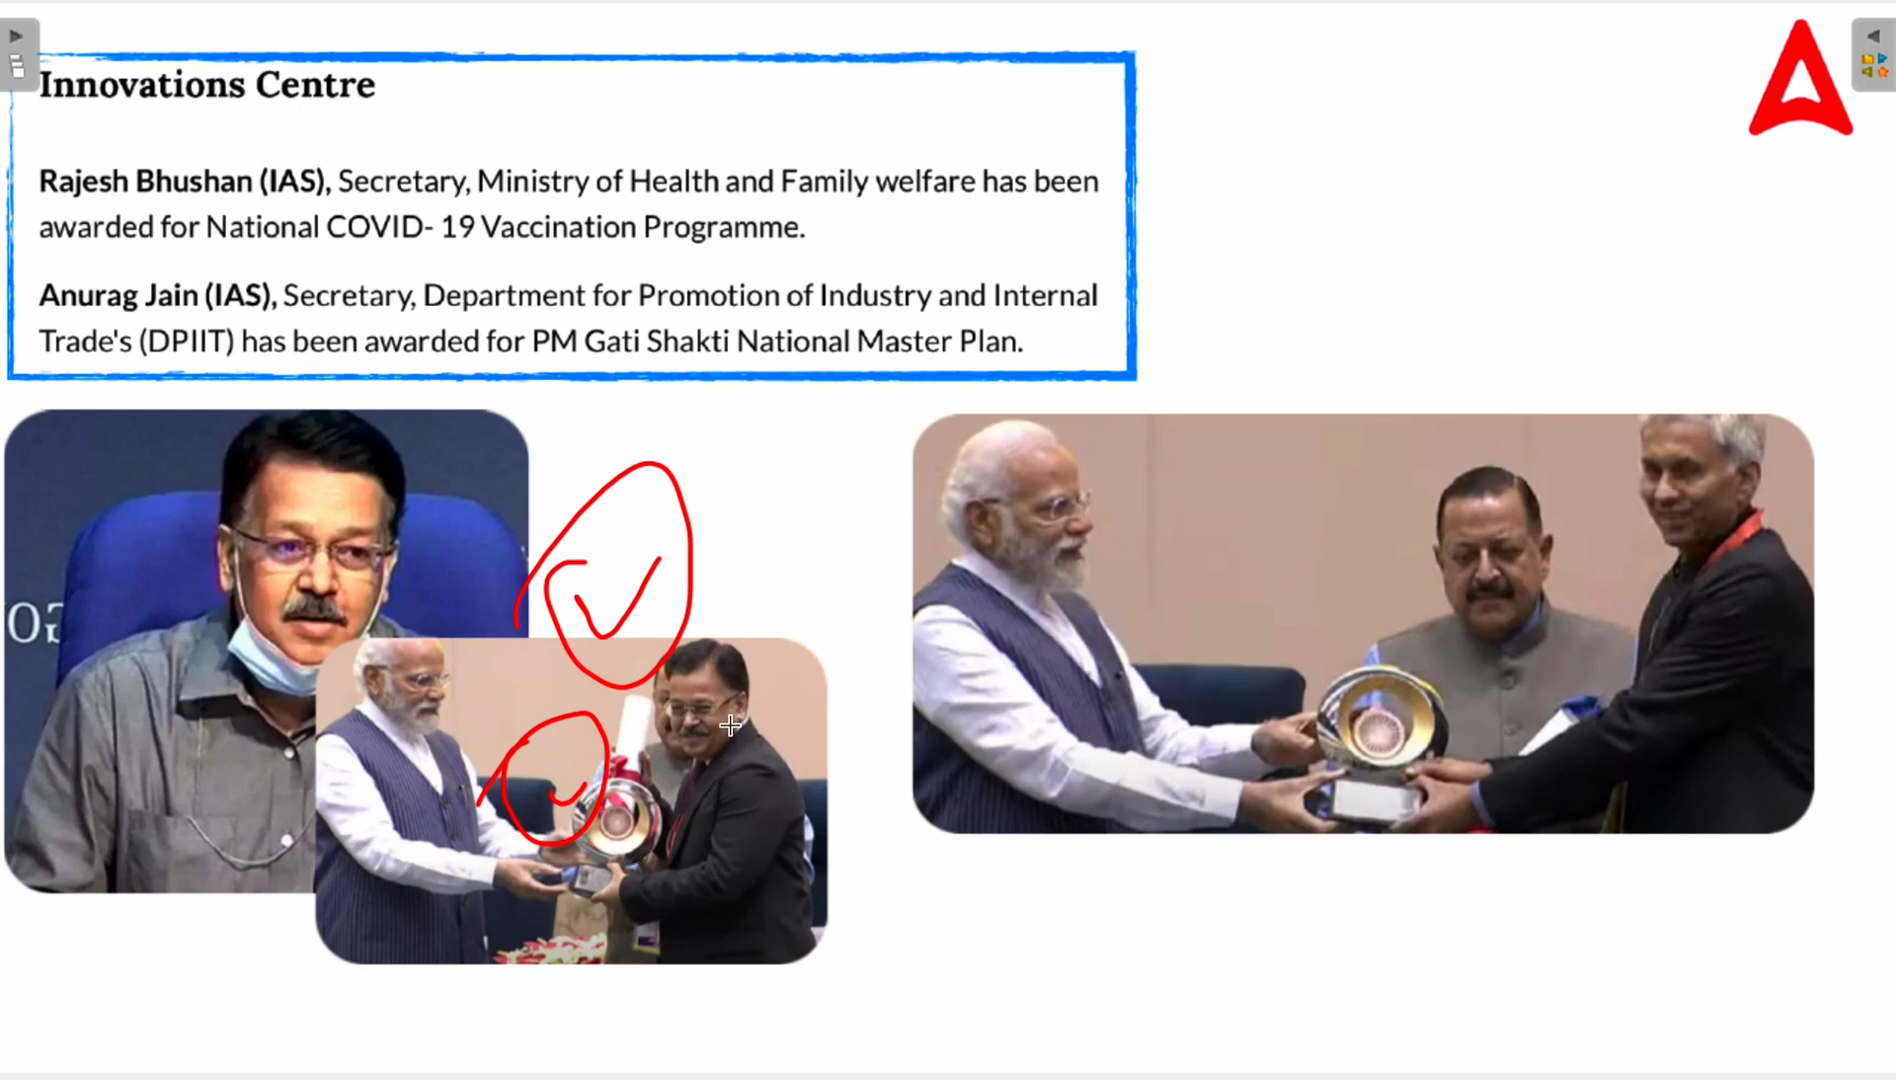 Innovations Centre
Rajesh Bhushan (IAS), Secretary, Ministry of Health and Family welfare has been
awarded for National COVID- 19 Vaccination Programme.
Anurag Jain (IAS), Secretary, Department for Promotion of Industry and Internal
Trade's (DPIIT) has been awarded for PM Gati Shakti National Master Plan.